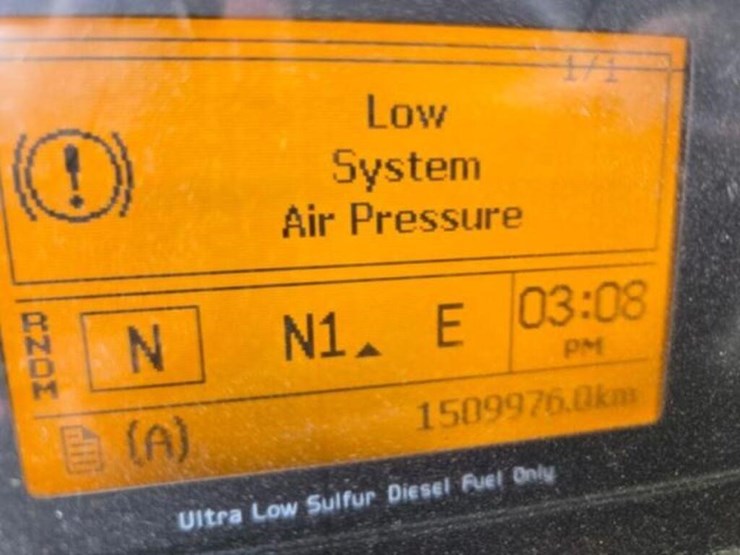 1/1
Low
System
Air Pressure
RNDM
N N1 E 03:08
PM
(A) 1509976.0km
Ultra Low Sulfur Diesel Fuel Only